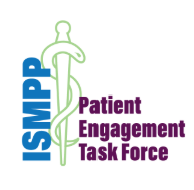 ISMPP
Patient
Engagement
Task Force